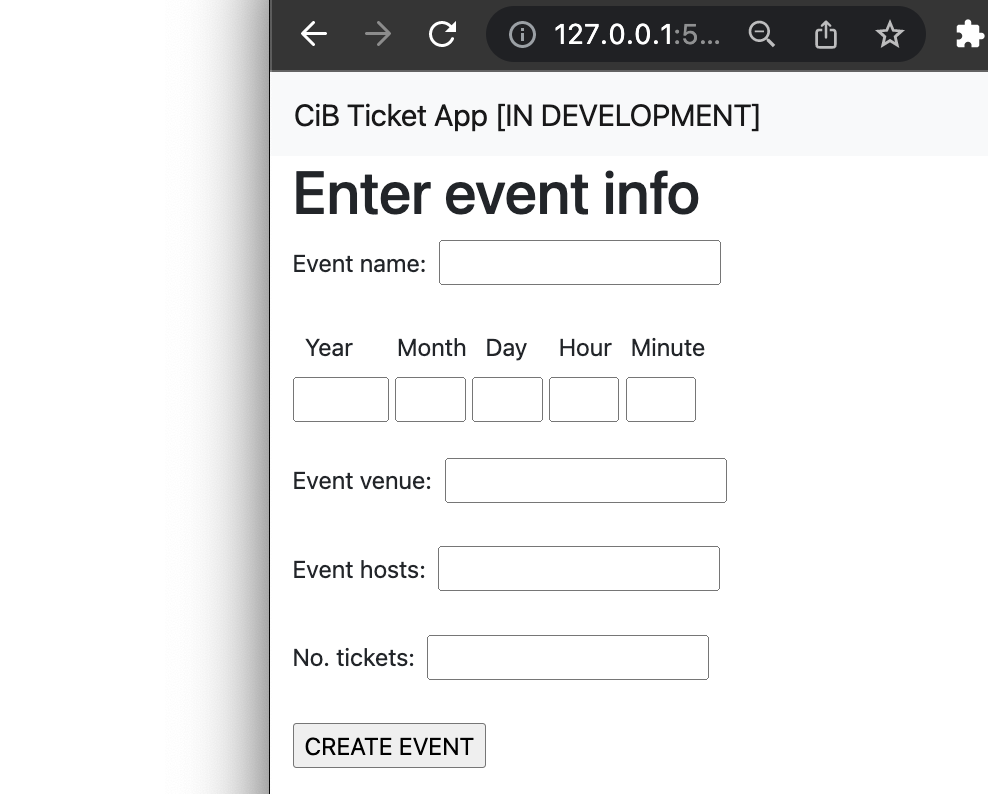 127.0.0.1:5...
CiB Ticket App [IN DEVELOPMENT]
Enter event info
Event name:
Year Month Day Hour Minute
Event venue:
Event hosts:
No. tickets:
CREATE EVENT